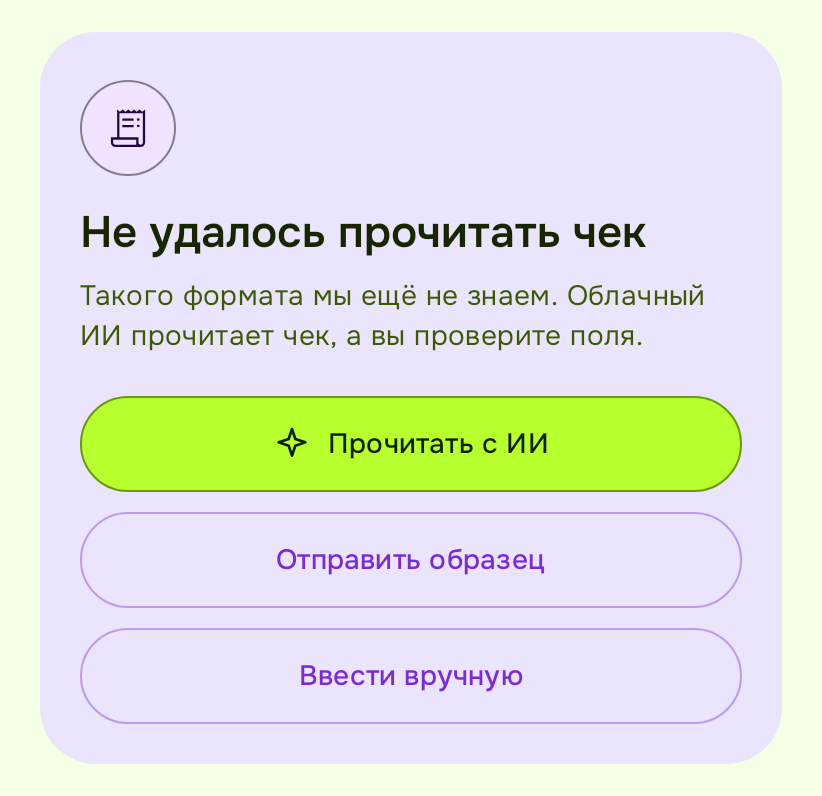 Не удалось прочитать чек
Такого формата мы ещё не знаем. Облачный
ИИ прочитает чек, а вы проверите поля.
Прочитать с ИИ
Отправить образец
Ввести вручную